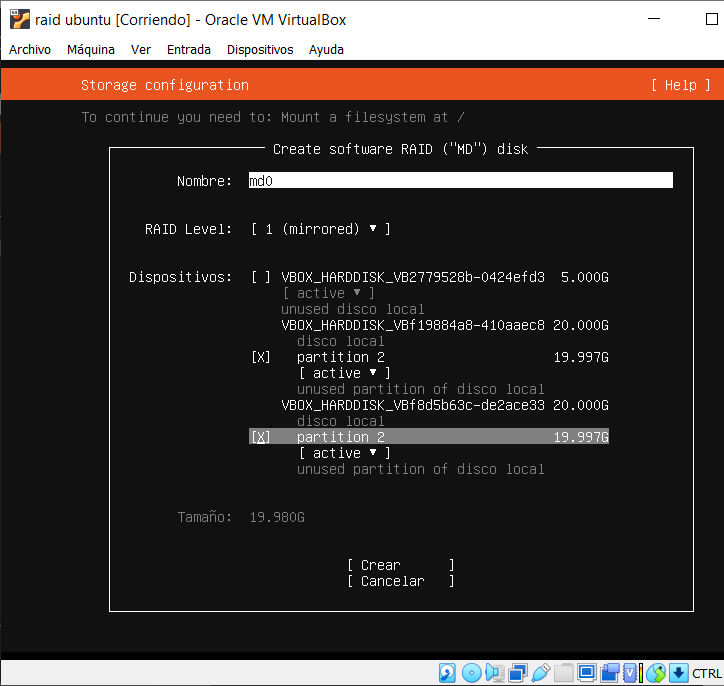 raid ubuntu [Corriendo] - Oracle VM VirtualBox
Archivo Máquina Ver Entrada Dispositivos Ayuda
Storage configuration [ Help ]
To continue you need to: Mount a filesystem at /
Create software RAID ("MD") disk
Nombre: md0
RAID Level: [ 1 (mirrored) ▾ ]
Dispositivos: [ ] VBOX_HARDDISK_VB2779528b-0424efd3 5.000G
[ active ▾ ]
unused disco local
VBOX_HARDDISK_VBf19884a8-410aaec8 20.000G
disco local
[X] partition 2 19.997G
[ active ▾ ]
unused partition of disco local
VBOX_HARDDISK_VBf8d5b63c-de2ace33 20.000G
disco local
[X] partition 2 19.997G
[ active ▾ ]
unused partition of disco local
Tamaño: 19.980G
[ Crear ]
[ Cancelar ]
CTRL